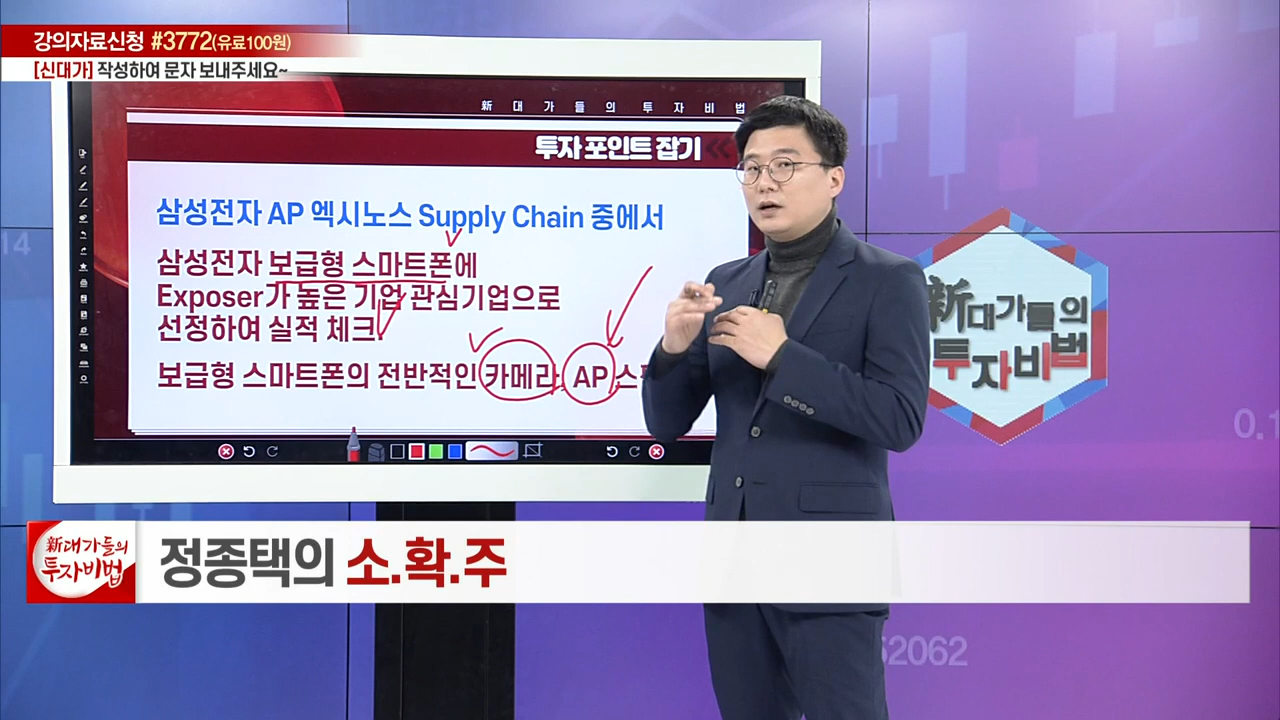 강의자료신청 #3772(유료100원)
[신대가] 작성하여 문자 보내주세요~
新 대 가 들 의 투 자 비 법
투자 포인트 잡기
삼성전자 AP 엑시노스 Supply Chain 중에서
삼성전자 보급형 스마트폰에
Exposer가 높은 기업 관심기업으로
선정하여 실적 체크
보급형 스마트폰의 전반적인 카메라, AP
新대가들의
투자비법
14
0.1
52062
新대가들의
투자비법
정종택의 소.확.주